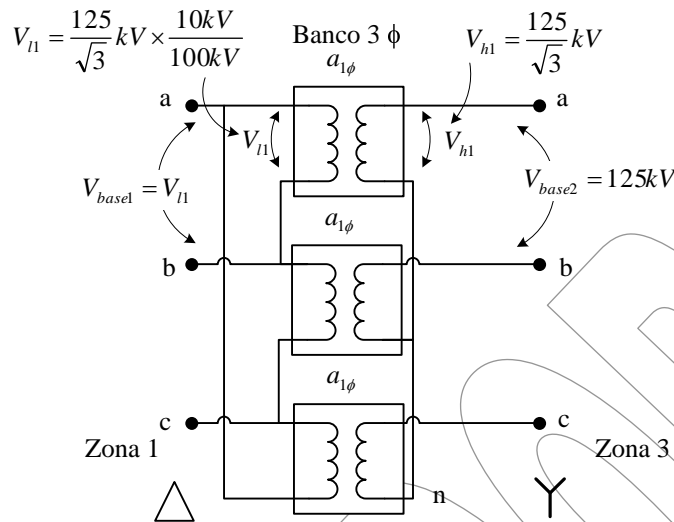 V_{l1} = \frac{125}{\sqrt{3}} kV × \frac{10kV}{100kV}
Banco 3 ϕ
V_{h1} = \frac{125}{\sqrt{3}} kV
a_{1ϕ}
a
a
V_{l1}
V_{h1}
V_{base1} = V_{l1}
V_{base2} = 125kV
a_{1ϕ}
b
b
a_{1ϕ}
c
c
Zona 1
Zona 3
n